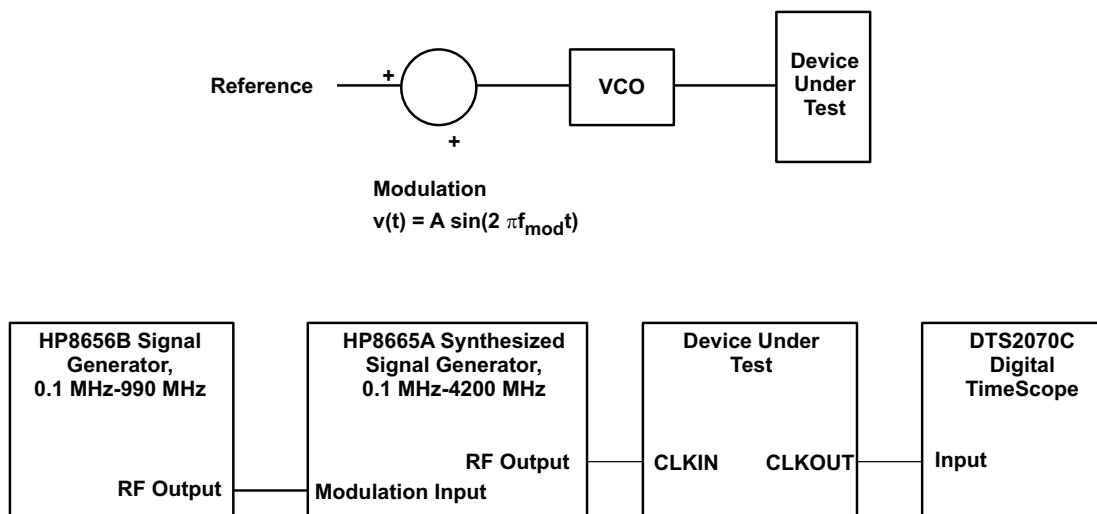 Reference
+
+
VCO
Device
Under
Test
Modulation
v(t) = A sin(2 πf_mod t)
HP8656B Signal
Generator,
0.1 MHz-990 MHz
RF Output
HP8665A Synthesized
Signal Generator,
0.1 MHz-4200 MHz
RF Output
Modulation Input
Device Under
Test
CLKIN
CLKOUT
DTS2070C
Digital
TimeScope
Input